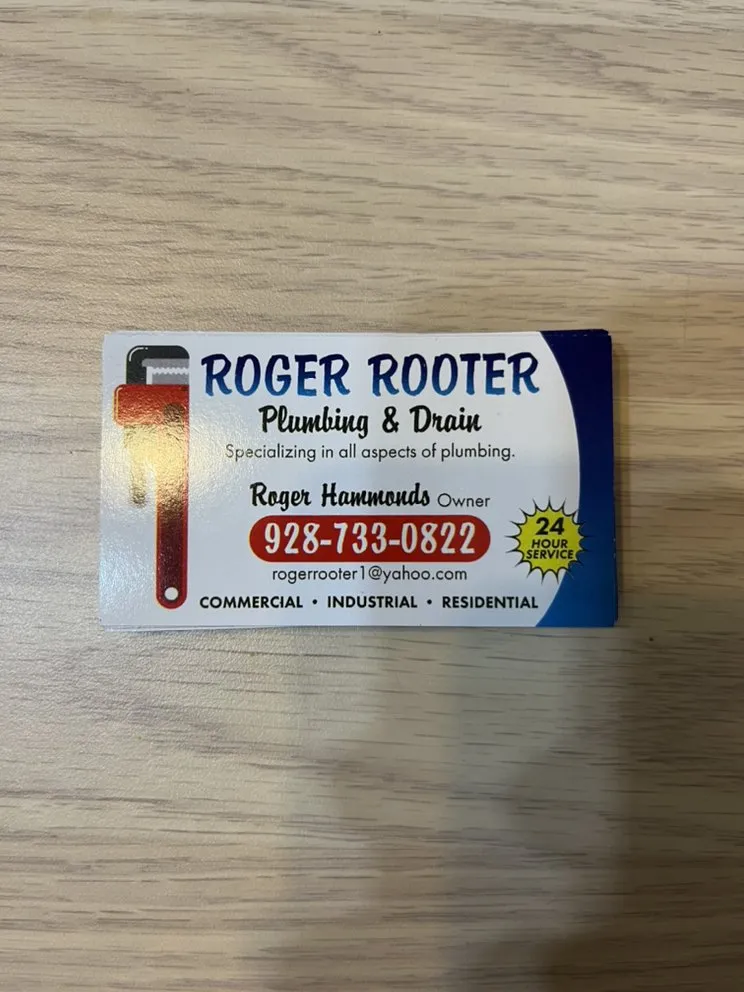 ROGER ROOTER
Plumbing & Drain
Specializing in all aspects of plumbing.
Roger Hammonds Owner
928-733-0822
24
HOUR
SERVICE
rogerrooter1@yahoo.com
COMMERCIAL • INDUSTRIAL • RESIDENTIAL